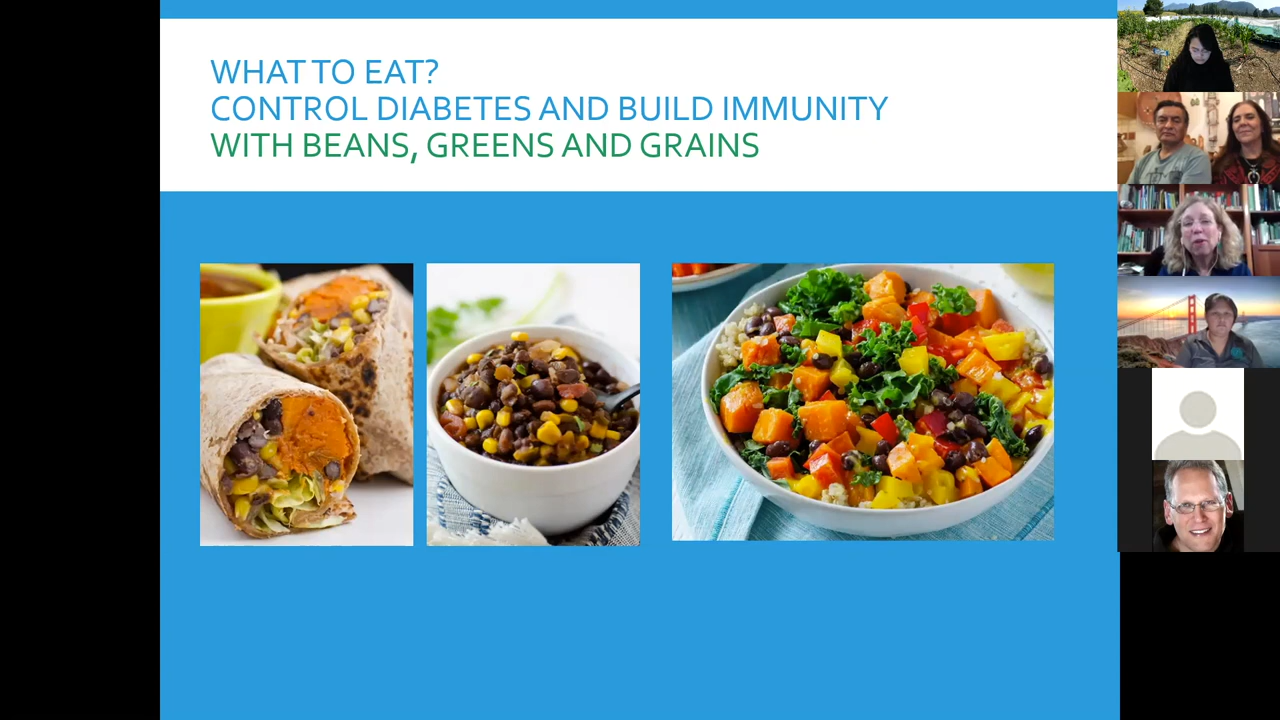 WHAT TO EAT?
CONTROL DIABETES AND BUILD IMMUNITY
WITH BEANS, GREENS AND GRAINS